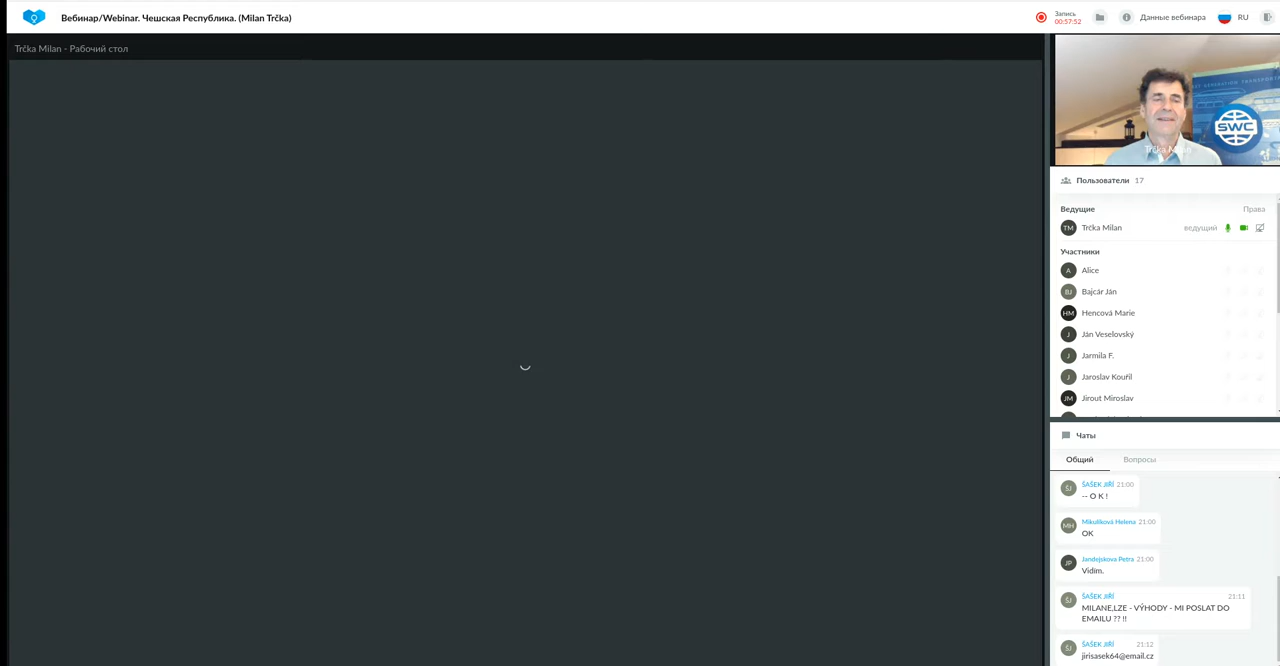 Вебинар/Webinar. Чешская Республика. (Milan Trčka)
Запись
00:57:52
Данные вебинара
RU
Trčka Milan - Рабочий стол
SWC
Trčka Milan
Пользователи 17
Ведущие Права
TM Trčka Milan ведущий
Участники
A Alice
BJ Bajcár Ján
HM Hencová Marie
J Ján Veselovský
J Jarmila F.
J Jaroslav Kouřil
JM Jirout Miroslav
Чаты
Общий Вопросы
ŠJ ŠAŠEK JIŘÍ 21:00
-- O K !
MH Mikulíková Helena 21:00
OK
JP Jandejskova Petra 21:00
Vidím.
ŠJ ŠAŠEK JIŘÍ 21:11
MILANE,LZE - VÝHODY - MI POSLAT DO
EMAILU ?? !!
ŠJ ŠAŠEK JIŘÍ 21:12
jirisasek64@email.cz